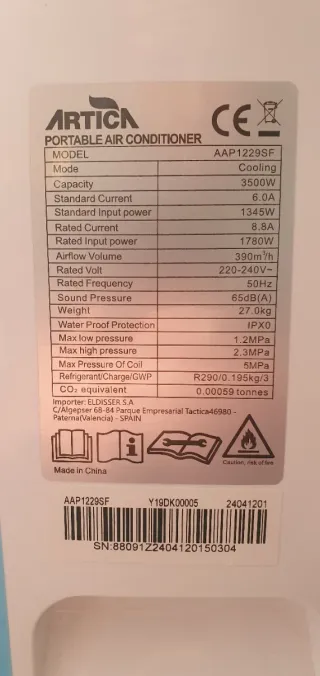 ARTICA
CE
PORTABLE AIR CONDITIONER
MODEL AAP1229SF
Mode Cooling
Capacity 3500W
Standard Current 6.0A
Standard Input power 1345W
Rated Current 8.8A
Rated Input power 1780W
Airflow Volume 390m³/h
Rated Volt 220-240V~
Rated Frequency 50Hz
Sound Pressure 65dB(A)
Weight 27.0kg
Water Proof Protection IPX0
Max low pressure 1.2MPa
Max high pressure 2.3MPa
Max Pressure Of Coil 5MPa
Refrigerant/Charge/GWP R290/0.195kg/3
CO₂ equivalent 0.00059 tonnes
Importer: ELDISSER S.L.
C/Algepser 68-84 Parque Empresarial Tactica46980 -
Paterna(Valencia) - SPAIN
Caution, risk of fire
Made in China
AAP1229SF Y19DK00005 24041201
SN:88091Z2404120150304